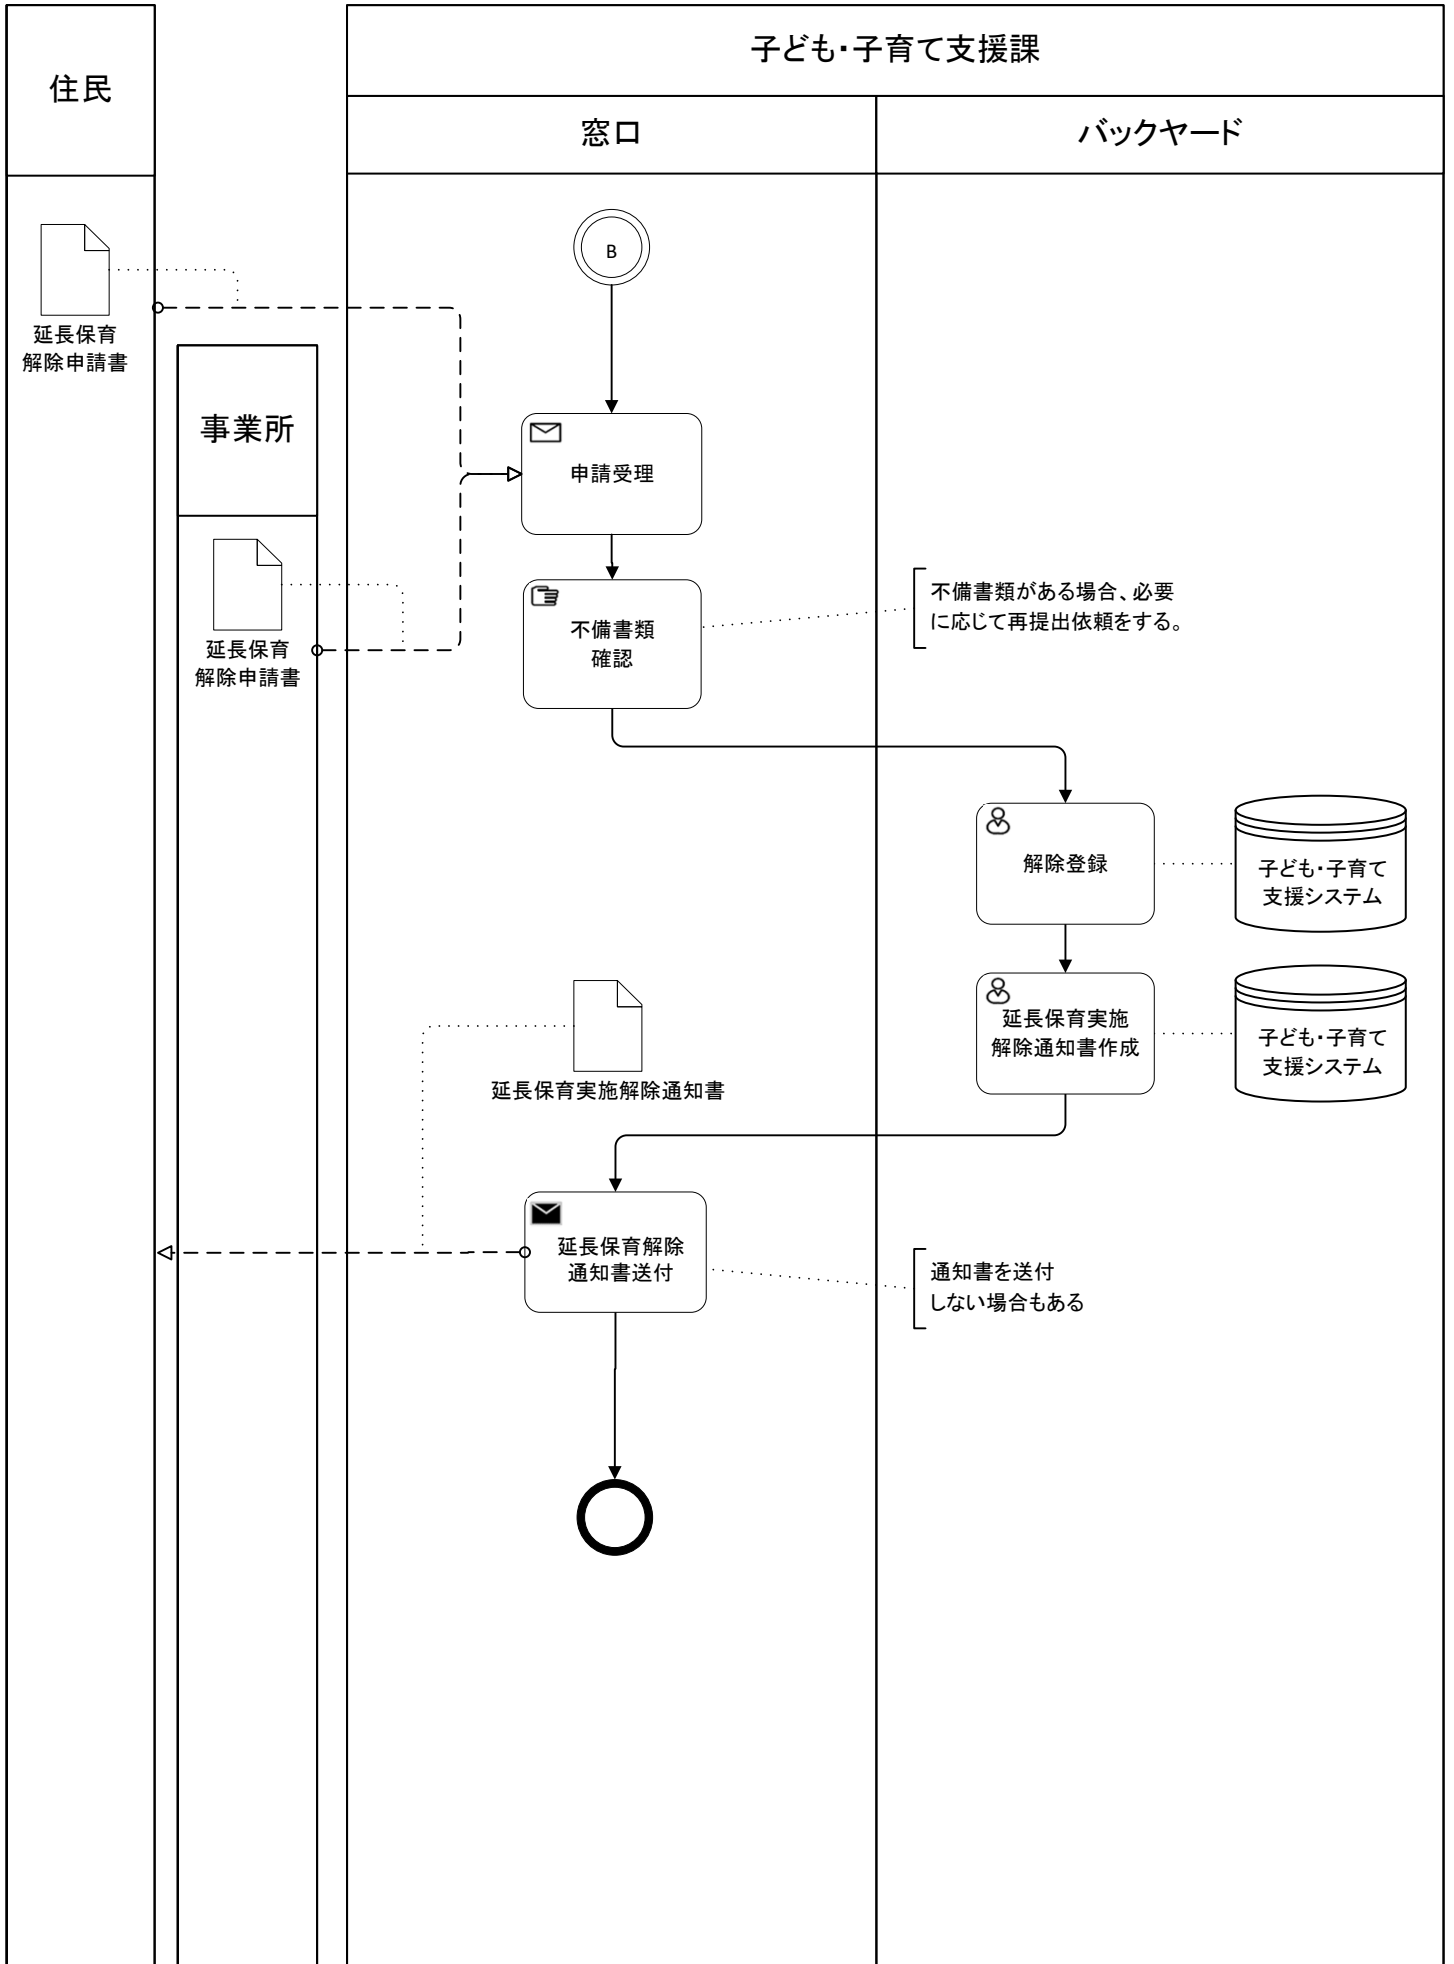 住民
子ども・子育て支援課
窓口
バックヤード
B
延長保育
解除申請書
事業所
申請受理
延長保育
解除申請書
不備書類
確認
不備書類がある場合、必要
に応じて再提出依頼をする。
解除登録
子ども・子育て
支援システム
延長保育実施
解除通知書作成
子ども・子育て
支援システム
延長保育実施解除通知書
延長保育解除
通知書送付
通知書を送付
しない場合もある